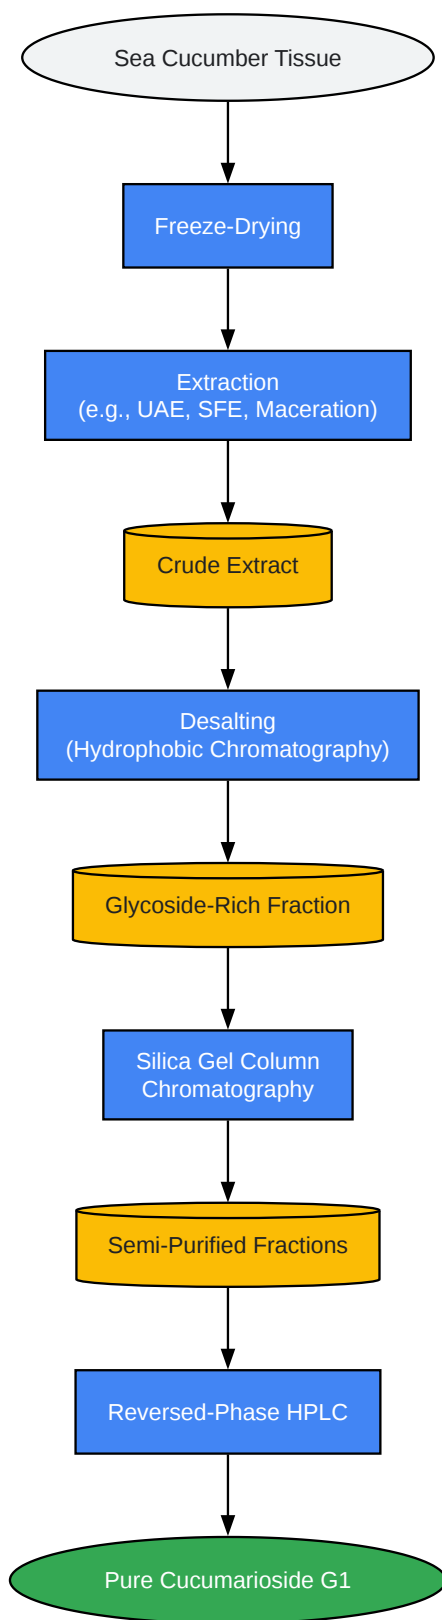 Sea Cucumber Tissue
Freeze-Drying
Extraction
(e.g., UAE, SFE, Maceration)
Crude Extract
Desalting
(Hydrophobic Chromatography)
Glycoside-Rich Fraction
Silica Gel Column
Chromatography
Semi-Purified Fractions
Reversed-Phase HPLC
Pure Cucumarioside G1